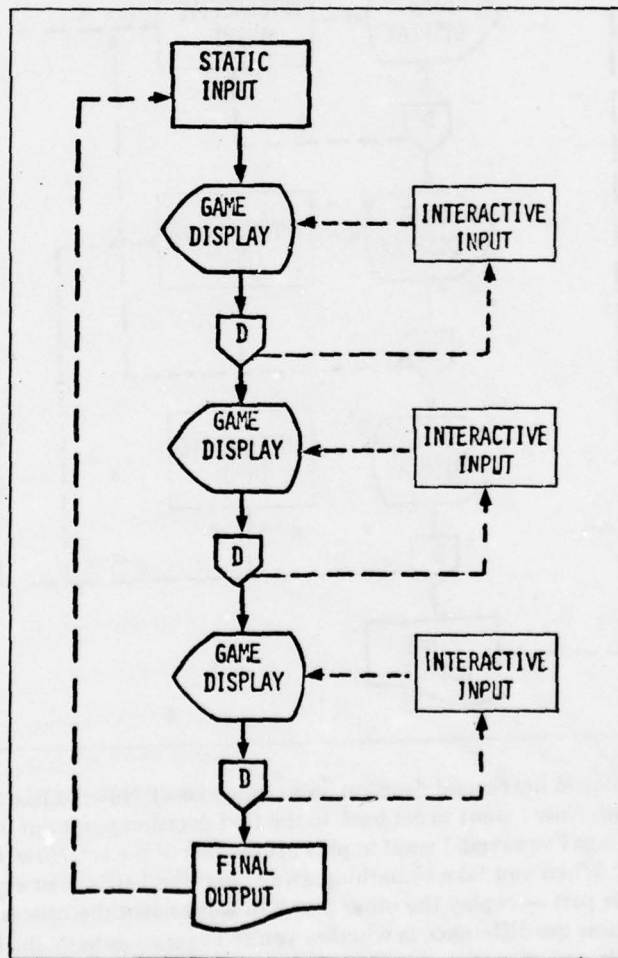 STATIC
INPUT
GAME
DISPLAY
INTERACTIVE
INPUT
D
GAME
DISPLAY
INTERACTIVE
INPUT
D
GAME
DISPLAY
INTERACTIVE
INPUT
D
FINAL
OUTPUT